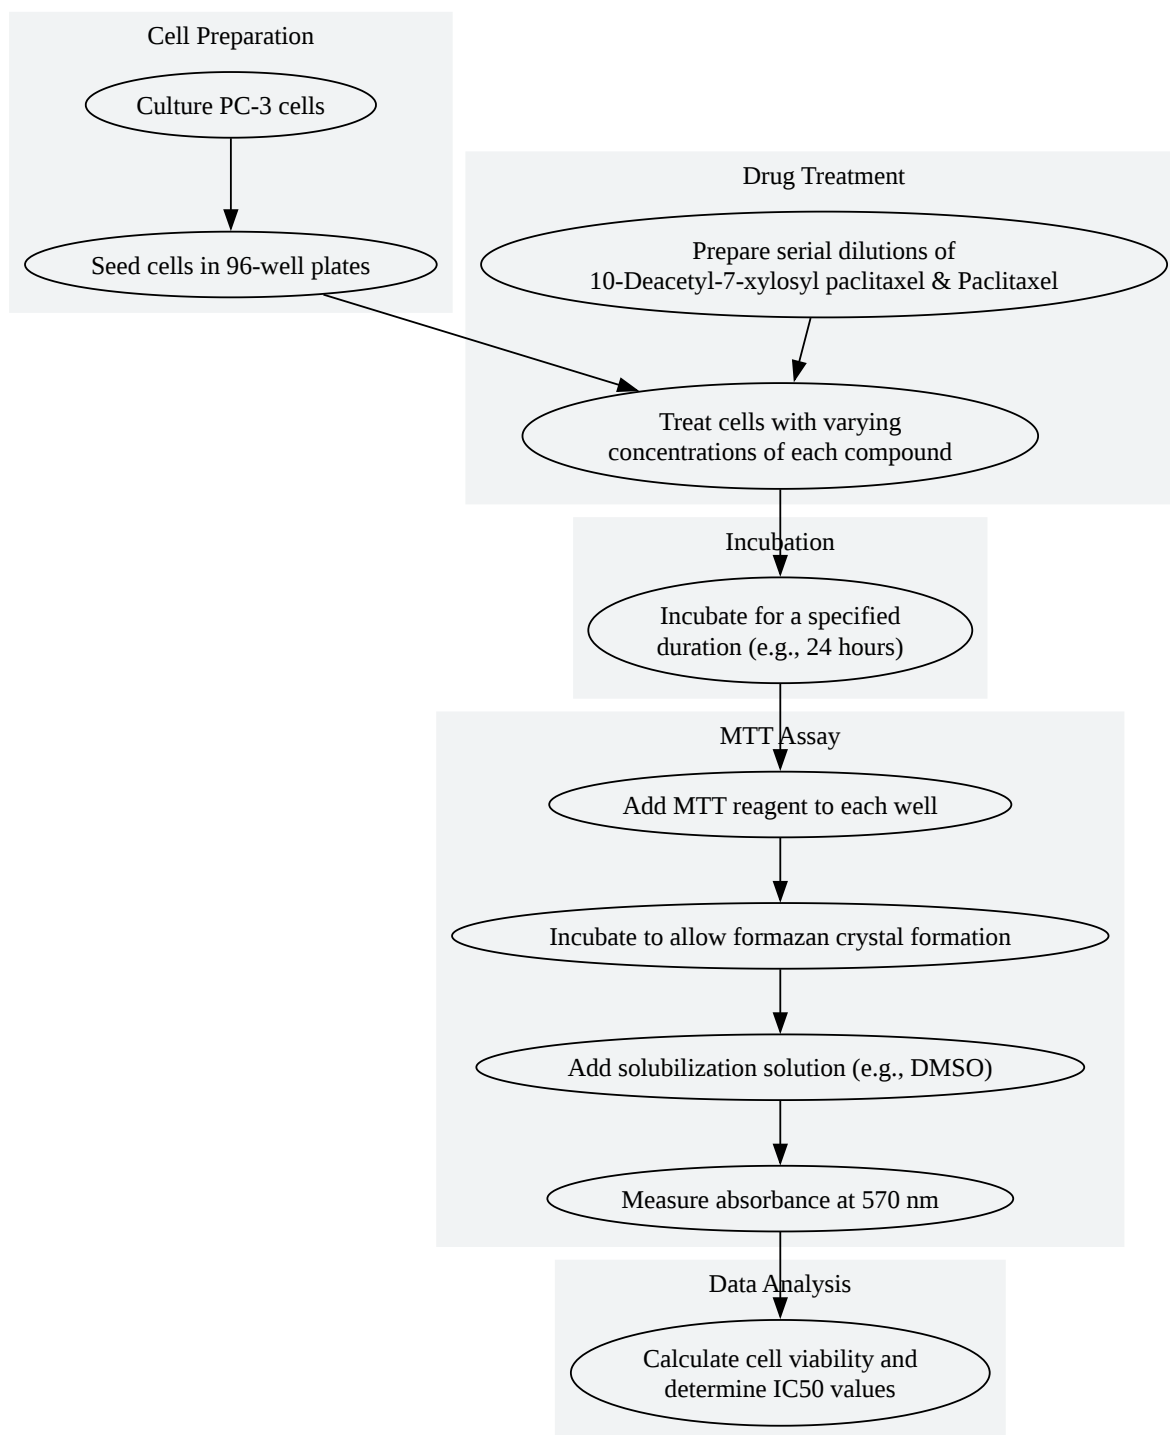 Cell Preparation
Culture PC-3 cells
Seed cells in 96-well plates
Drug Treatment
Prepare serial dilutions of
10-Deacetyl-7-xylosyl paclitaxel & Paclitaxel
Treat cells with varying
concentrations of each compound
Incubation
Incubate for a specified
duration (e.g., 24 hours)
MTT Assay
Add MTT reagent to each well
Incubate to allow formazan crystal formation
Add solubilization solution (e.g., DMSO)
Measure absorbance at 570 nm
Data Analysis
Calculate cell viability and
determine IC50 values